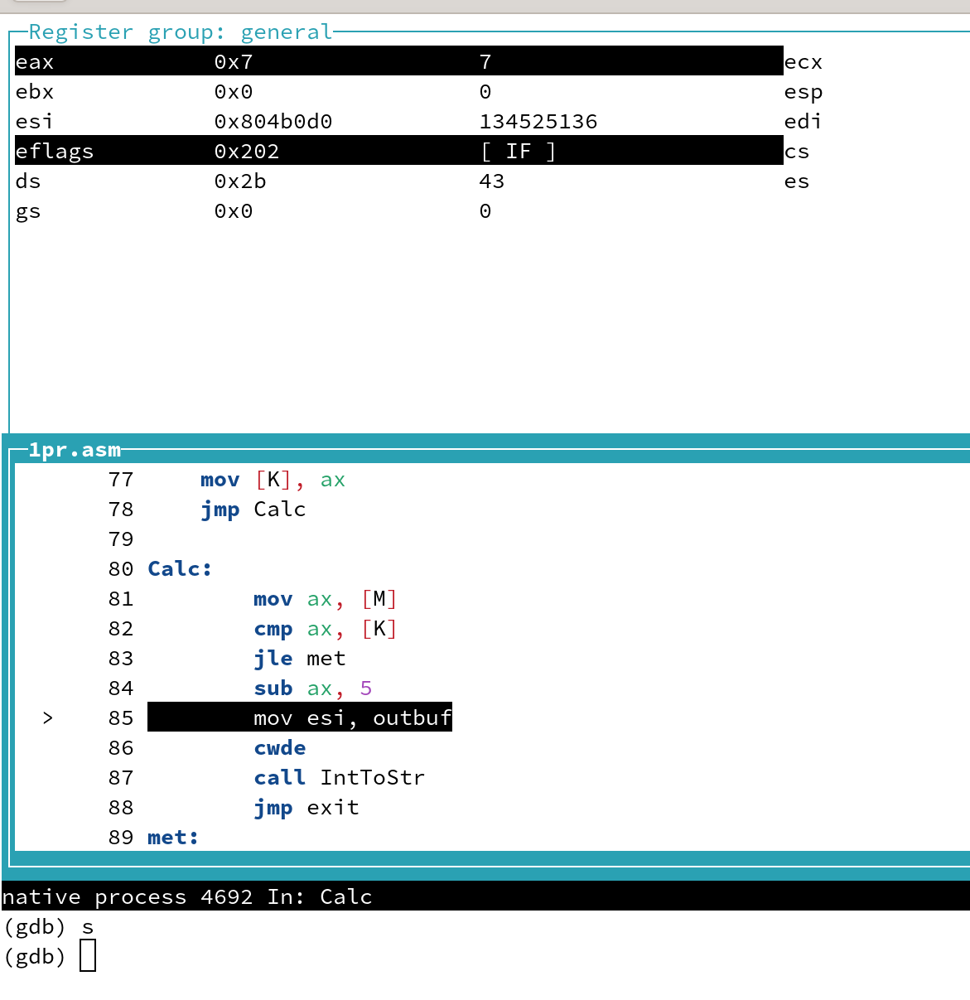 Register group: general
eax 0x7 7 ecx
ebx 0x0 0 esp
esi 0x804b0d0 134525136 edi
eflags 0x202 [ IF ] cs
ds 0x2b 43 es
gs 0x0 0
1pr.asm
77 mov [K], ax
78 jmp Calc
79
80 Calc:
81 mov ax, [M]
82 cmp ax, [K]
83 jle met
84 sub ax, 5
> 85 mov esi, outbuf
86 cwde
87 call IntToStr
88 jmp exit
89 met:
native process 4692 In: Calc
(gdb) s
(gdb)